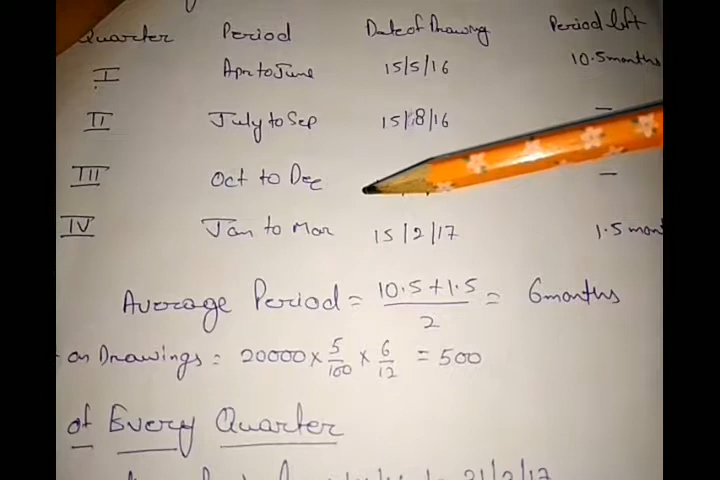 Quarter Period Date of Drawing Period left
I Apr to June 15/5/16 10.5 months
II July to Sep 15/8/16 —
III Oct to Dec —
IV Jan to Mar 15/2/17 1.5 mon
Average Period = 10.5+1.5/2 = 6 months
on Drawings = 20000 × 5/100 × 6/12 = 500
of Every Quarter
31/3/17